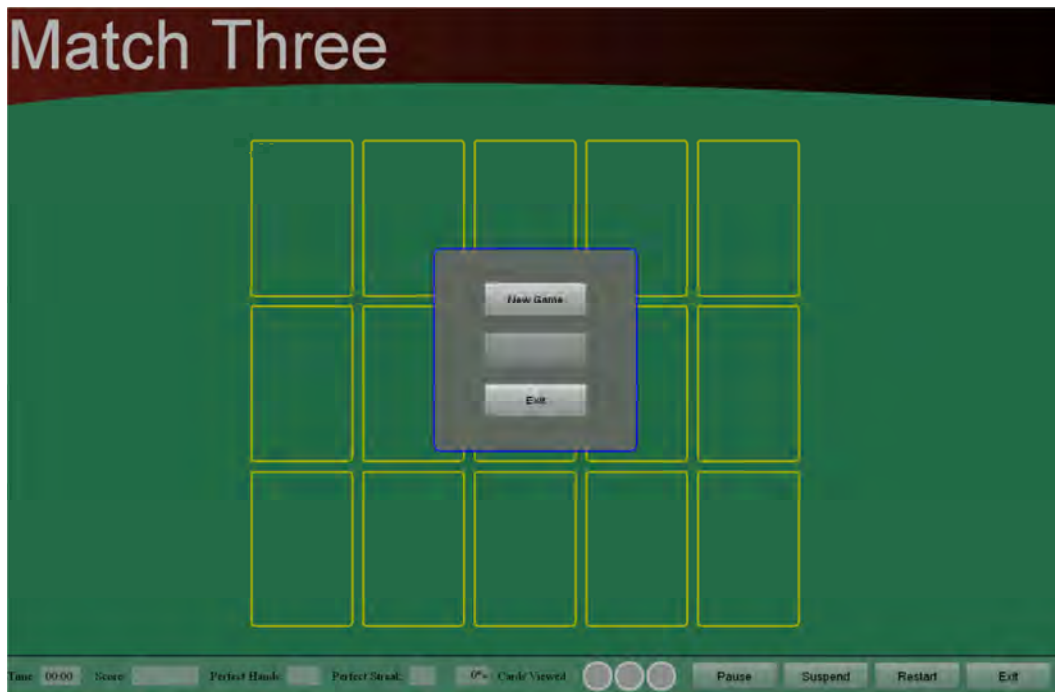 Match Three
New Game
Exit
Time: 00:00 Score: Perfect Hands: Perfect Streak: 0% Cards Viewed Pause Suspend Restart Exit